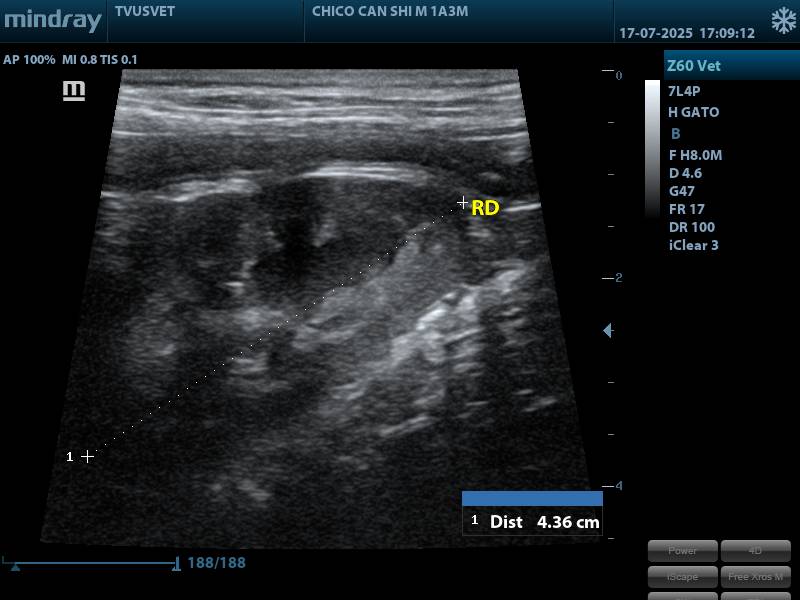 mindray
TVUSVET
CHICO CAN SHI M 1A3M
17-07-2025 17:09:12
AP 100% MI 0.8 TIS 0.1
m
Z60 Vet
7L4P
H GATO
B
F H8.0M
D 4.6
G47
FR 17
DR 100
iClear 3
0
2
4
RD
1
1 Dist 4.36 cm
188/188
Power
4D
iScape
Free Xros M